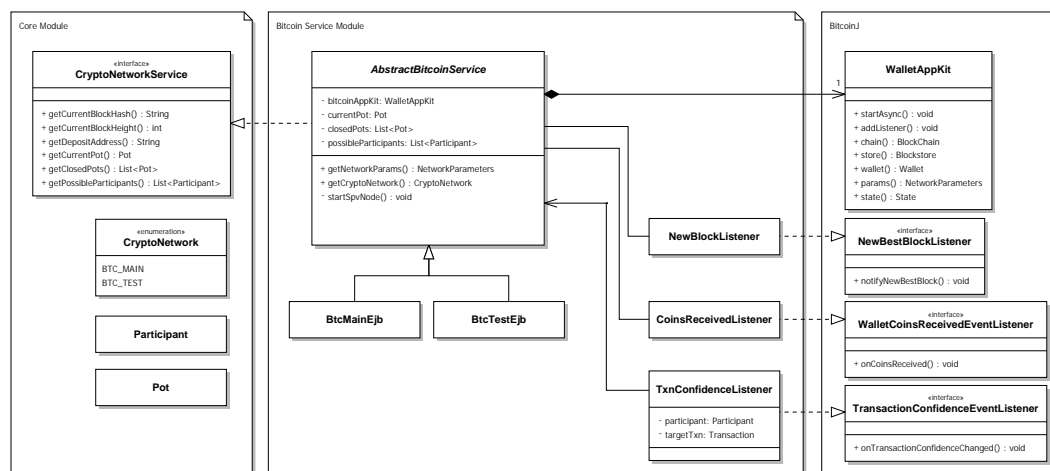 Core Module
«interface»
CryptoNetworkService
+ getCurrentBlockHash() : String
+ getCurrentBlockHeight() : int
+ getDepositAddress() : String
+ getCurrentPot() : Pot
+ getClosedPots() : List<Pot>
+ getPossibleParticipants() : List<Participant>
«enumeration»
CryptoNetwork
BTC_MAIN
BTC_TEST
Participant
Pot
Bitcoin Service Module
AbstractBitcoinService
- bitcoinAppKit: WalletAppKit
- currentPot: Pot
- closedPots: List<Pot>
- possibleParticipants: List<Participant>
+ getNetworkParams() : NetworkParameters
+ getCryptoNetwork() : CryptoNetwork
- startSpvNode() : void
BtcMainEjb
BtcTestEjb
NewBlockListener
CoinsReceivedListener
TxnConfidenceListener
- participant: Participant
- targetTxn: Transaction
BitcoinJ
1
WalletAppKit
+ startAsync() : void
+ addListener() : void
+ chain() : BlockChain
+ store() : Blockstore
+ wallet() : Wallet
+ params() : NetworkParameters
+ state() : State
«interface»
NewBestBlockListener
+ notifyNewBestBlock() : void
«interface»
WalletCoinsReceivedEventListener
+ onCoinsReceived() : void
«interface»
TransactionConfidenceEventListener
+ onTransactionConfidenceChanged() : void